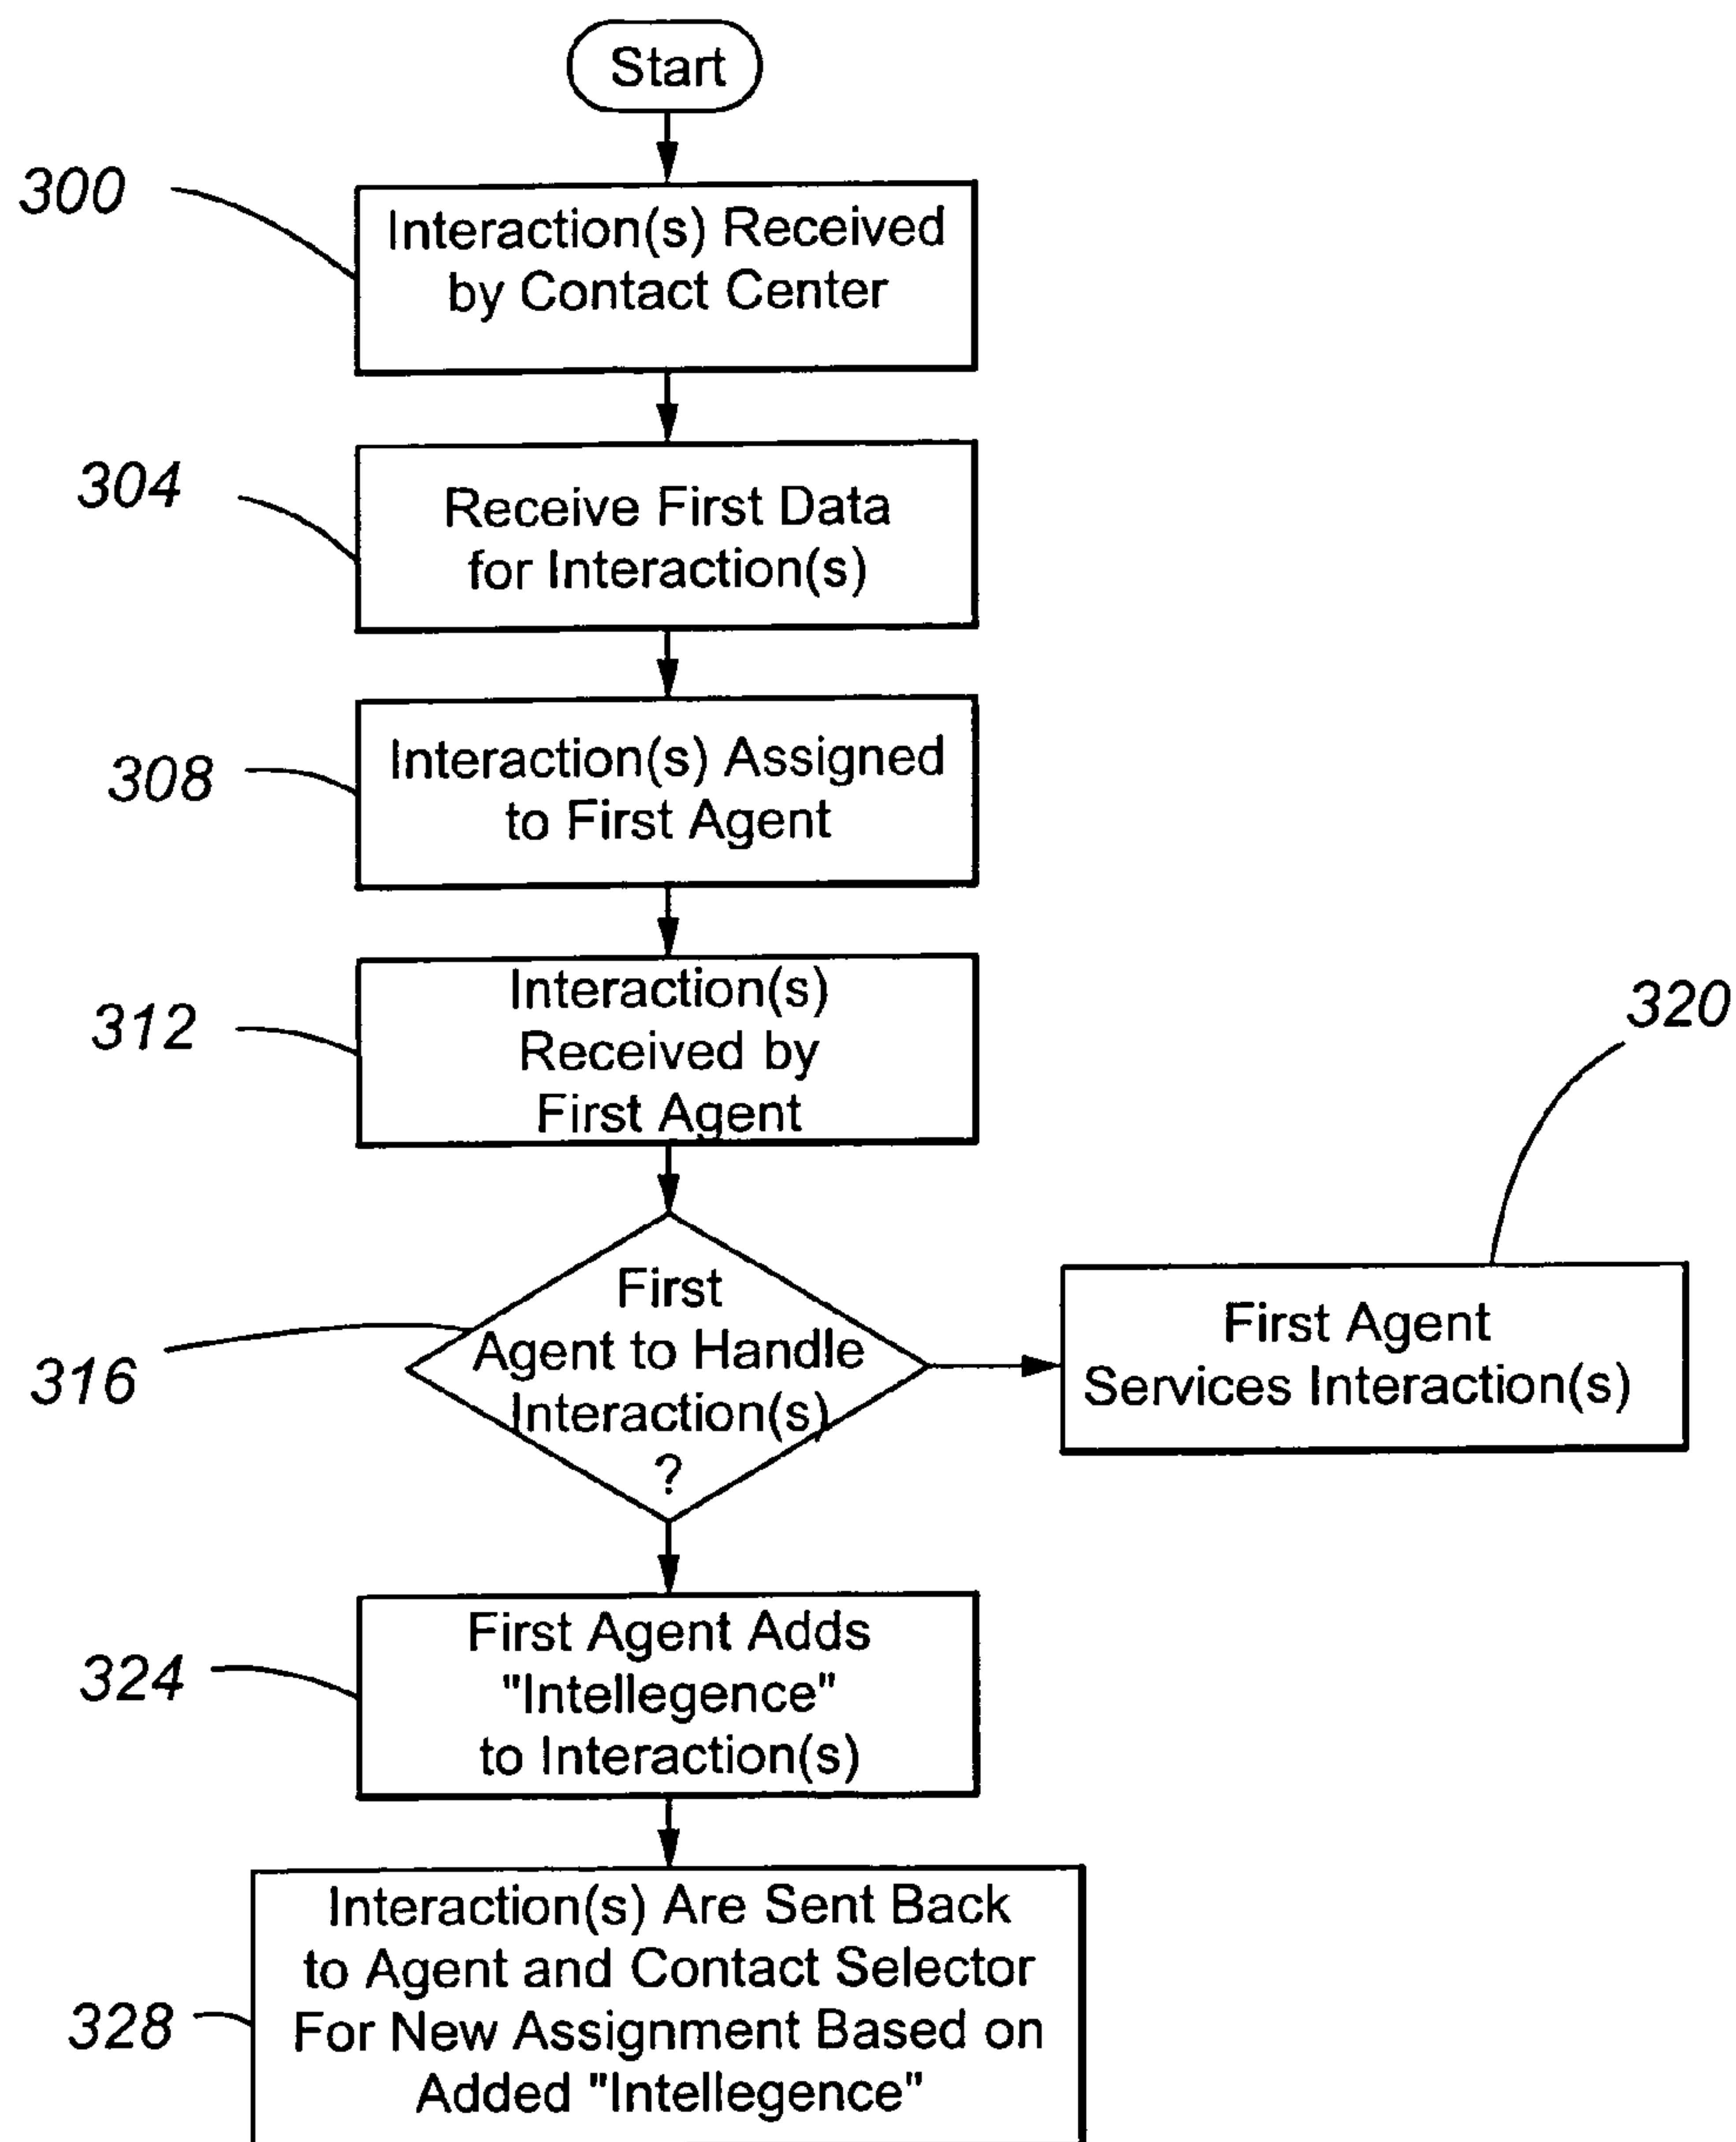 Start
300
Interaction(s) Received
by Contact Center
304
Receive First Data
for Interaction(s)
308
Interaction(s) Assigned
to First Agent
312
Interaction(s)
Received by
First Agent
320
316
First
Agent to Handle
Interaction(s)
?
First Agent
Services Interaction(s)
324
First Agent Adds
"Intellegence"
to Interaction(s)
328
Interaction(s) Are Sent Back
to Agent and Contact Selector
For New Assignment Based on
Added "Intellegence"